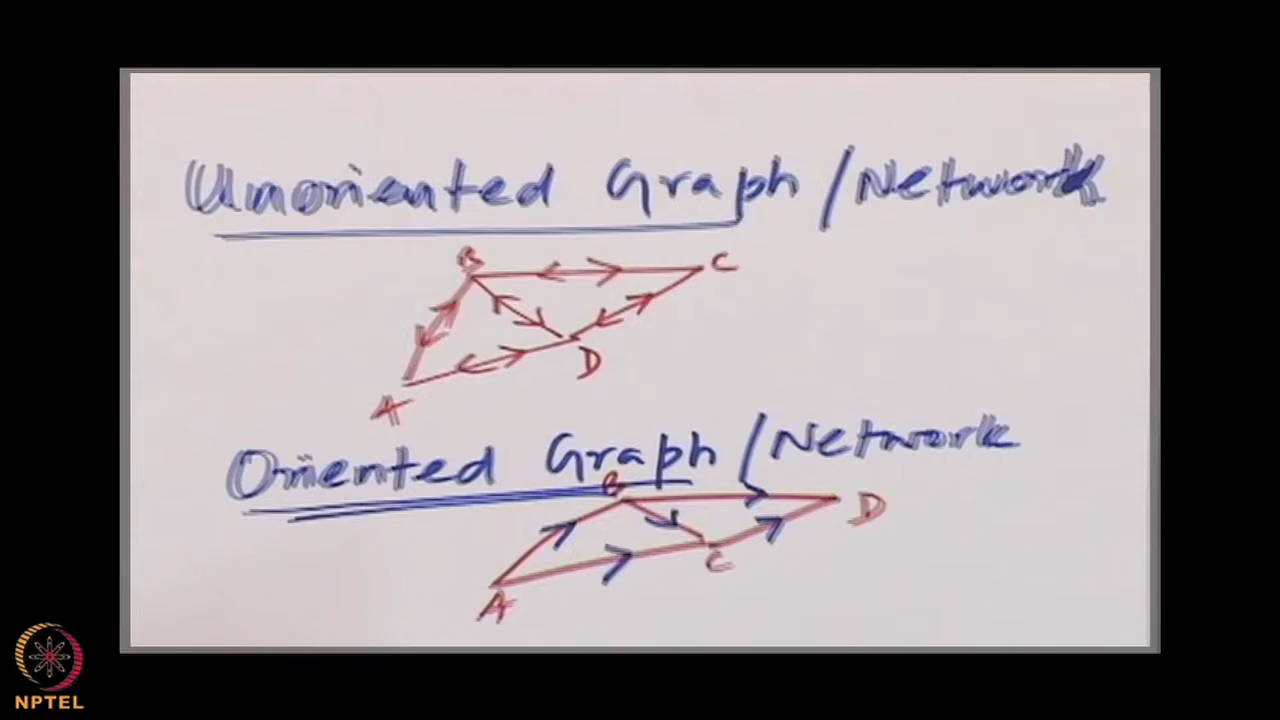 Unoriented Graph / Network
B C
D
A
Oriented Graph / Network
B D
C
A
NPTEL